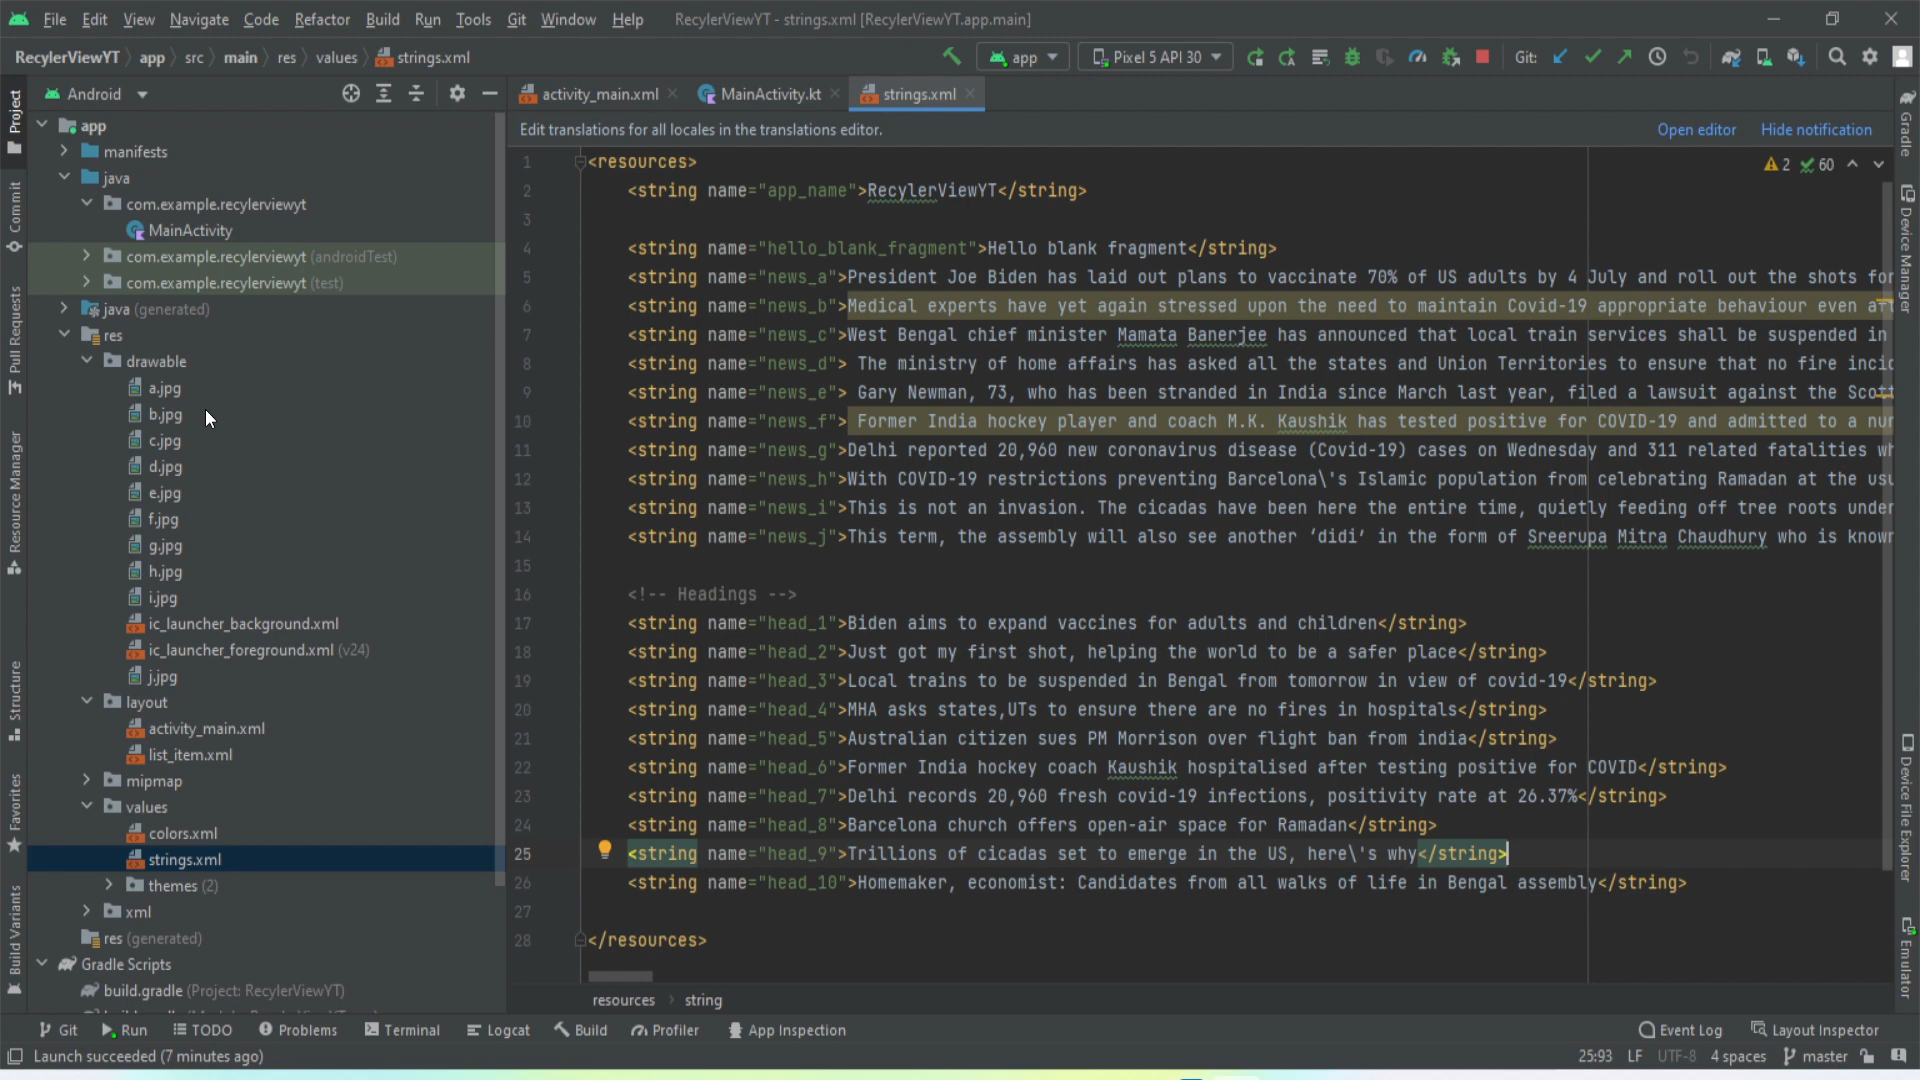 File Edit View Navigate Code Refactor Build Run Tools Git Window Help RecylerViewYT - strings.xml [RecylerViewYT.app.main]
RecylerViewYT app src main res values strings.xml app Pixel 5 API 30 Git:
Android
activity_main.xml MainActivity.kt strings.xml
Edit translations for all locales in the translations editor. Open editor Hide notification
Project
Commit
Pull Requests
Resource Manager
Structure
Favorites
Build Variants
app
manifests
java
com.example.recylerviewyt
MainActivity
com.example.recylerviewyt (androidTest)
com.example.recylerviewyt (test)
java (generated)
res
drawable
a.jpg
b.jpg
c.jpg
d.jpg
e.jpg
f.jpg
g.jpg
h.jpg
i.jpg
ic_launcher_background.xml
ic_launcher_foreground.xml (v24)
j.jpg
layout
activity_main.xml
list_item.xml
mipmap
values
colors.xml
strings.xml
themes (2)
xml
res (generated)
Gradle Scripts
build.gradle (Project: RecylerViewYT)
2 60
1 <resources>
2 <string name="app_name">RecylerViewYT</string>
3
4 <string name="hello_blank_fragment">Hello blank fragment</string>
5 <string name="news_a">President Joe Biden has laid out plans to vaccinate 70% of US adults by 4 July and roll out the shots for
6 <string name="news_b">Medical experts have yet again stressed upon the need to maintain Covid-19 appropriate behaviour even
7 <string name="news_c">West Bengal chief minister Mamata Banerjee has announced that local train services shall be suspended in
8 <string name="news_d"> The ministry of home affairs has asked all the states and Union Territories to ensure that no fire inci
9 <string name="news_e"> Gary Newman, 73, who has been stranded in India since March last year, filed a lawsuit against the Scott
10 <string name="news_f"> Former India hockey player and coach M.K. Kaushik has tested positive for COVID-19 and admitted to a nur
11 <string name="news_g">Delhi reported 20,960 new coronavirus disease (Covid-19) cases on Wednesday and 311 related fatalities wh
12 <string name="news_h">With COVID-19 restrictions preventing Barcelona\'s Islamic population from celebrating Ramadan at the usu
13 <string name="news_i">This is not an invasion. The cicadas have been here the entire time, quietly feeding off tree roots under
14 <string name="news_j">This term, the assembly will also see another ‘didi’ in the form of Sreerupa Mitra Chaudhury who is known
15
16 <!-- Headings -->
17 <string name="head_1">Biden aims to expand vaccines for adults and children</string>
18 <string name="head_2">Just got my first shot, helping the world to be a safer place</string>
19 <string name="head_3">Local trains to be suspended in Bengal from tomorrow in view of covid-19</string>
20 <string name="head_4">MHA asks states,UTs to ensure there are no fires in hospitals</string>
21 <string name="head_5">Australian citizen sues PM Morrison over flight ban from india</string>
22 <string name="head_6">Former India hockey coach Kaushik hospitalised after testing positive for COVID</string>
23 <string name="head_7">Delhi records 20,960 fresh covid-19 infections, positivity rate at 26.37%</string>
24 <string name="head_8">Barcelona church offers open-air space for Ramadan</string>
25 <string name="head_9">Trillions of cicadas set to emerge in the US, here\'s why</string>
26 <string name="head_10">Homemaker, economist: Candidates from all walks of life in Bengal assembly</string>
27
28 </resources>
resources string
Gradle
Device Manager
Device File Explorer
Emulator
Git Run TODO Problems Terminal Logcat Build Profiler App Inspection Event Log Layout Inspector
Launch succeeded (7 minutes ago) 25:93 LF UTF-8 4 spaces master